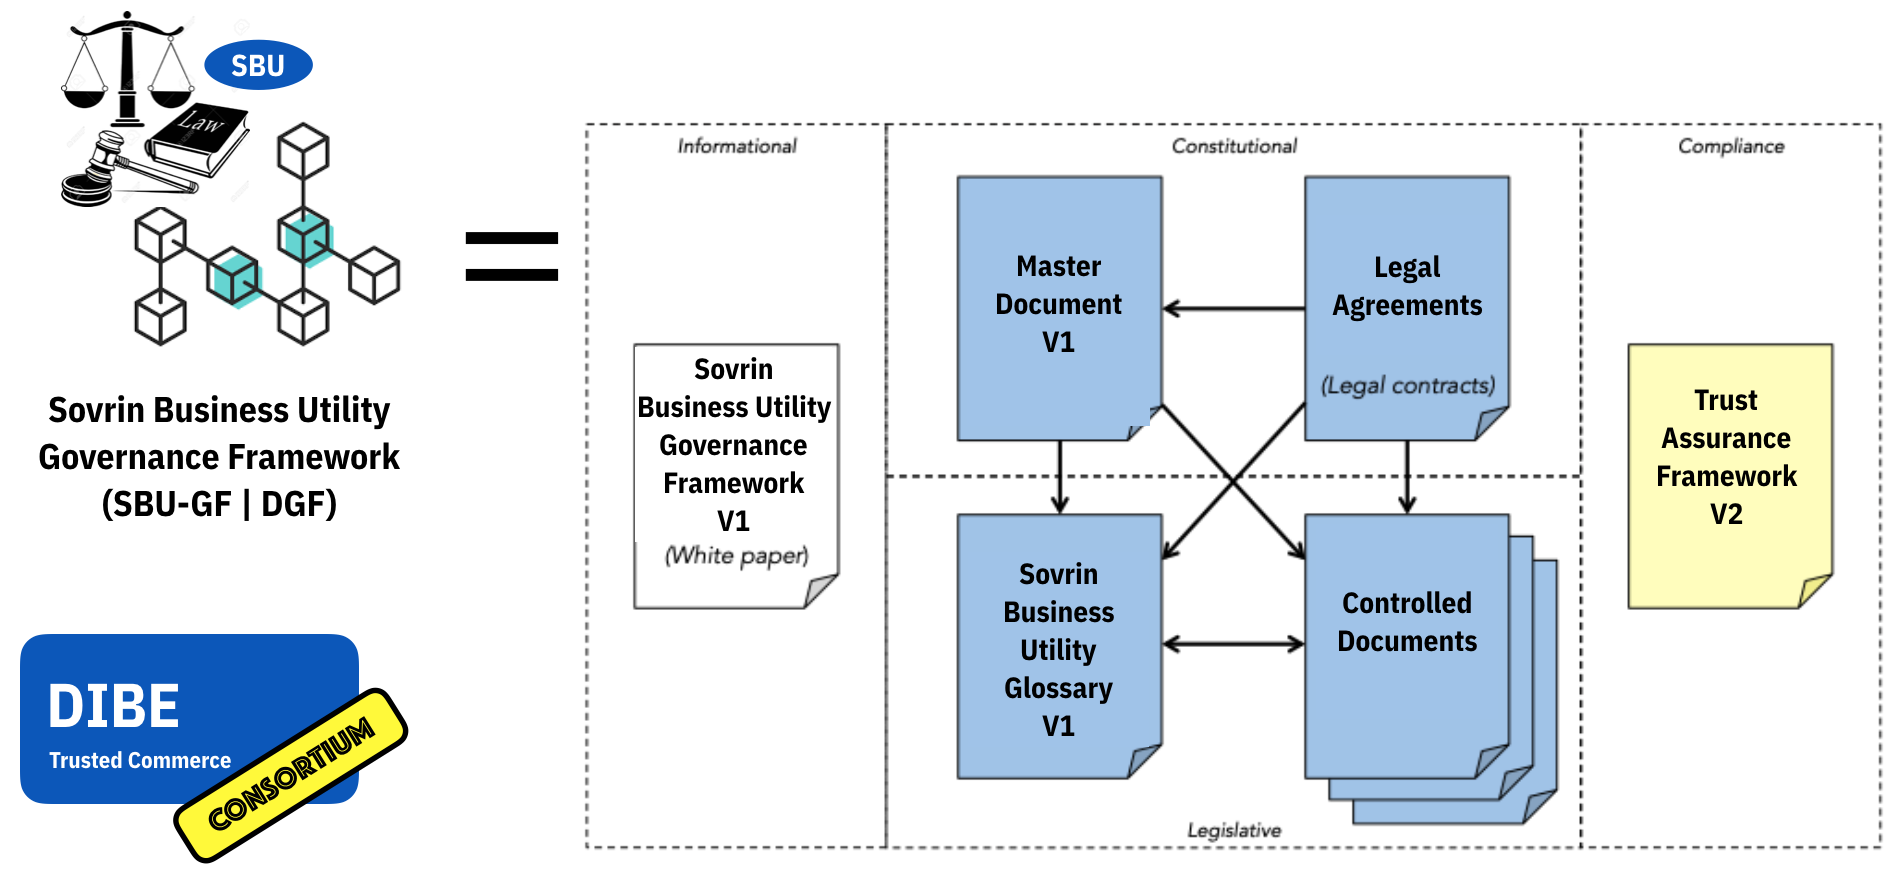 SBU
Law
Sovrin Business Utility
Governance Framework
(SBU-GF | DGF)
DIBE
Trusted Commerce
CONSORTIUM
Informational
Sovrin
Business Utility
Governance
Framework
V1
(White paper)
Constitutional
Master
Document
V1
Legal
Agreements
(Legal contracts)
Sovrin
Business
Utility
Glossary
V1
Controlled
Documents
Legislative
Compliance
Trust
Assurance
Framework
V2